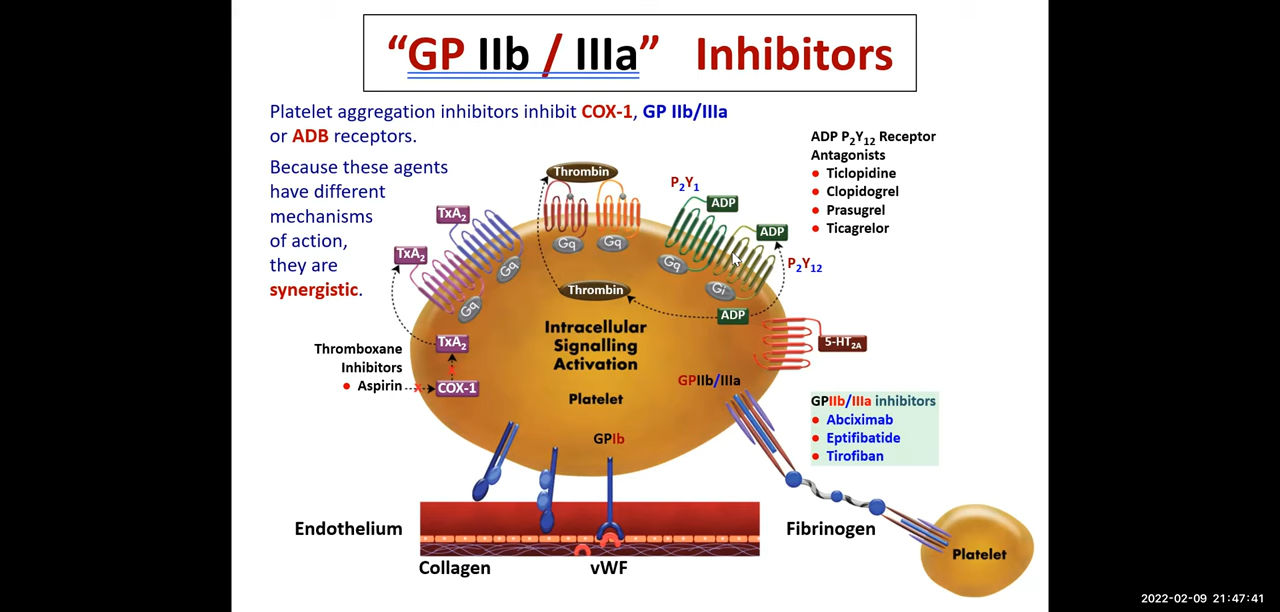 “GP IIb / IIIa” Inhibitors
Platelet aggregation inhibitors inhibit COX-1, GP IIb/IIIa
or ADB receptors.
Because these agents
have different
mechanisms
of action,
they are
synergistic.
ADP P₂Y₁₂ Receptor
Antagonists
● Ticlopidine
● Clopidogrel
● Prasugrel
● Ticagrelor
Thrombin
P₂Y₁
TxA₂
ADP
ADP
TxA₂
Gq
Gq
Gq
Gq
Gq
Gi
P₂Y₁₂
Thrombin
ADP
Intracellular
Signalling
Activation
5-HT₂A
TxA₂
Thromboxane
Inhibitors
● Aspirin
COX-1
Platelet
GPIIb/IIIa
GPIIb/IIIa inhibitors
● Abciximab
● Eptifibatide
● Tirofiban
GPIb
Endothelium
Fibrinogen
Platelet
Collagen
vWF
2022-02-09 21:47:41